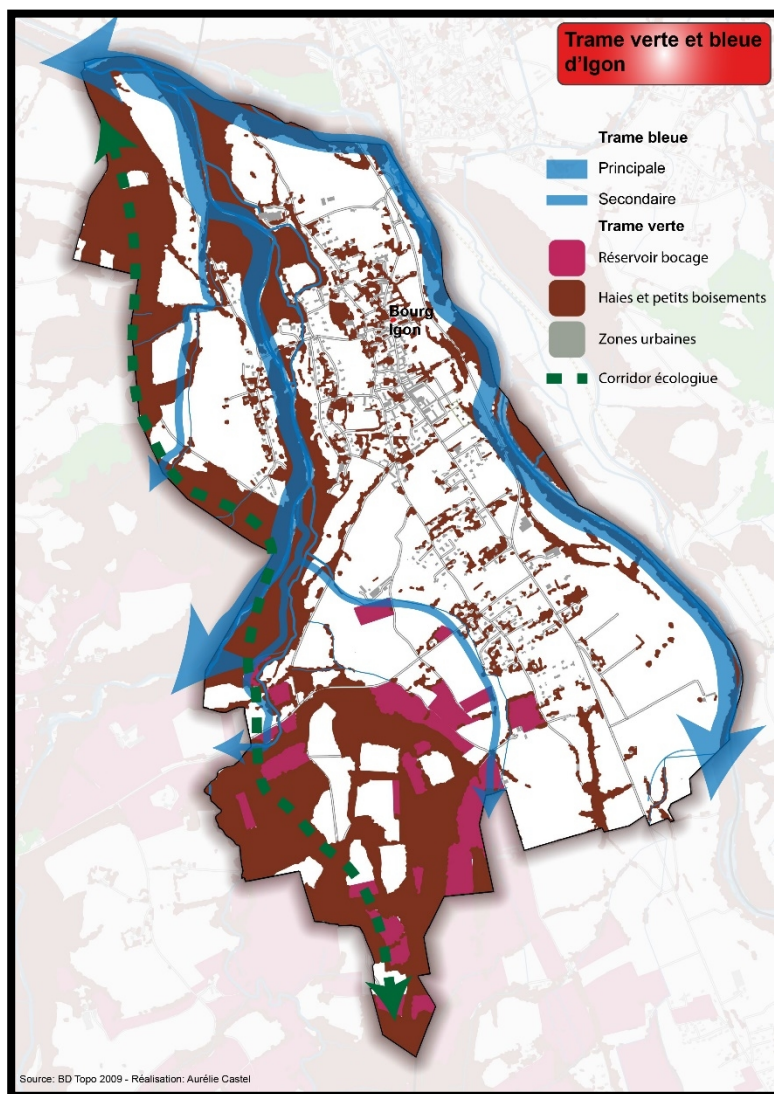 Trame verte et bleue
d'Igon
Trame bleue
Principale
Secondaire
Trame verte
Réservoir bocage
Haies et petits boisements
Zones urbaines
Corridor écologiue
Bourg
Igon
Source: BD Topo 2009 - Réalisation: Aurélie Castel